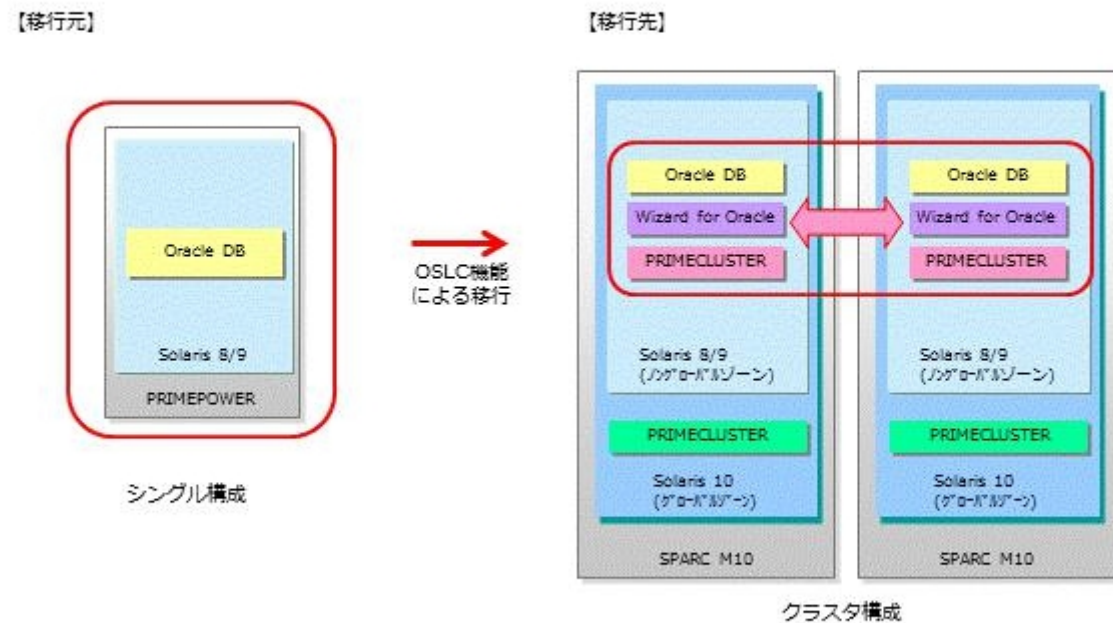 【移行元】
Oracle DB
Solaris 8/9
PRIMEPOWER
シングル構成
OSLC機能
による移行
【移行先】
Oracle DB
Wizard for Oracle
PRIMECLUSTER
Solaris 8/9
(ノングローバルゾーン)
PRIMECLUSTER
Solaris 10
(グローバルゾーン)
SPARC M10
Oracle DB
Wizard for Oracle
PRIMECLUSTER
Solaris 8/9
(ノングローバルゾーン)
PRIMECLUSTER
Solaris 10
(グローバルゾーン)
SPARC M10
クラスタ構成